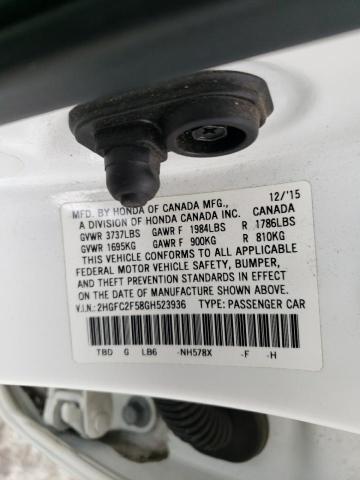 MFD. BY HONDA OF CANADA MFG., 12/'15
A DIVISION OF HONDA CANADA INC. CANADA
GVWR 3737LBS GAWR F 1984LBS R 1786LBS
GVWR 1695KG GAWR F 900KG R 810KG
THIS VEHICLE CONFORMS TO ALL APPLICABLE
FEDERAL MOTOR VEHICLE SAFETY, BUMPER,
AND THEFT PREVENTION STANDARDS IN EFFECT ON
THE DATE OF MANUFACTURE SHOWN ABOVE.
V.I.N.: 2HGFC2F58GH523936 TYPE: PASSENGER CAR
TBD G LB6 -NH578X -F -H